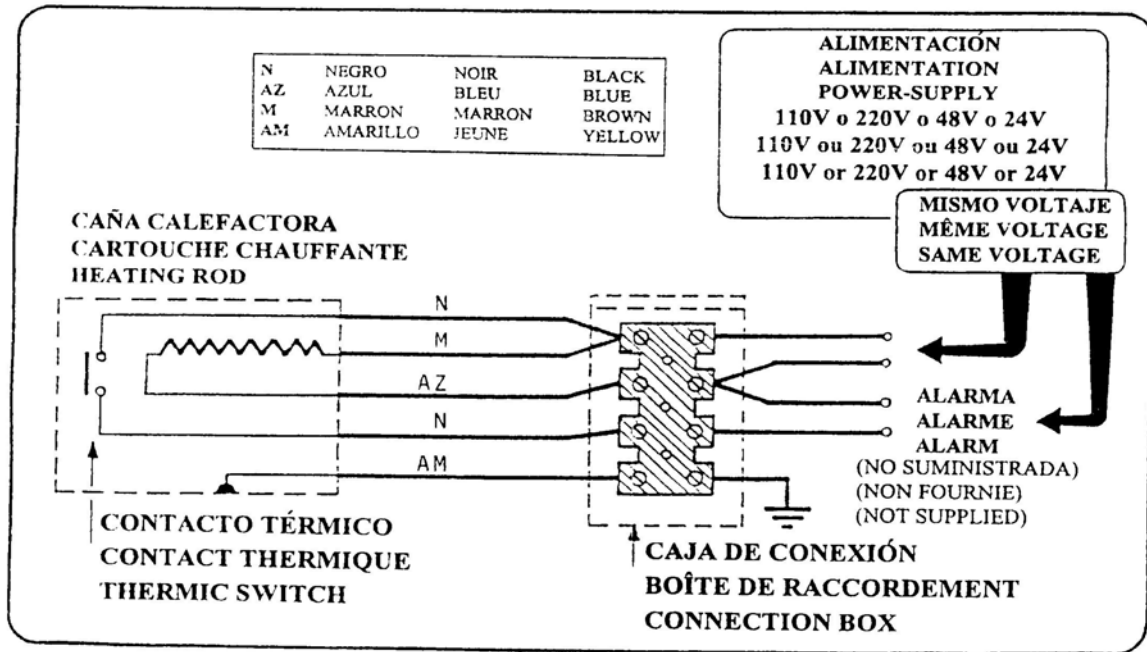 N NEGRO NOIR BLACK
AZ AZUL BLEU BLUE
M MARRON MARRON BROWN
AM AMARILLO JEUNE YELLOW
ALIMENTACIÓN
ALIMENTATION
POWER-SUPPLY
110V o 220V o 48V o 24V
110V ou 220V ou 48V ou 24V
110V or 220V or 48V or 24V
MISMO VOLTAJE
MÊME VOLTAGE
SAME VOLTAGE
CAÑA CALEFACTORA
CARTOUCHE CHAUFFANTE
HEATING ROD
N
M
AZ
N
AM
ALARMA
ALARME
ALARM
(NO SUMINISTRADA)
(NON FOURNIE)
(NOT SUPPLIED)
CONTACTO TÉRMICO
CONTACT THERMIQUE
THERMIC SWITCH
CAJA DE CONEXIÓN
BOÎTE DE RACCORDEMENT
CONNECTION BOX